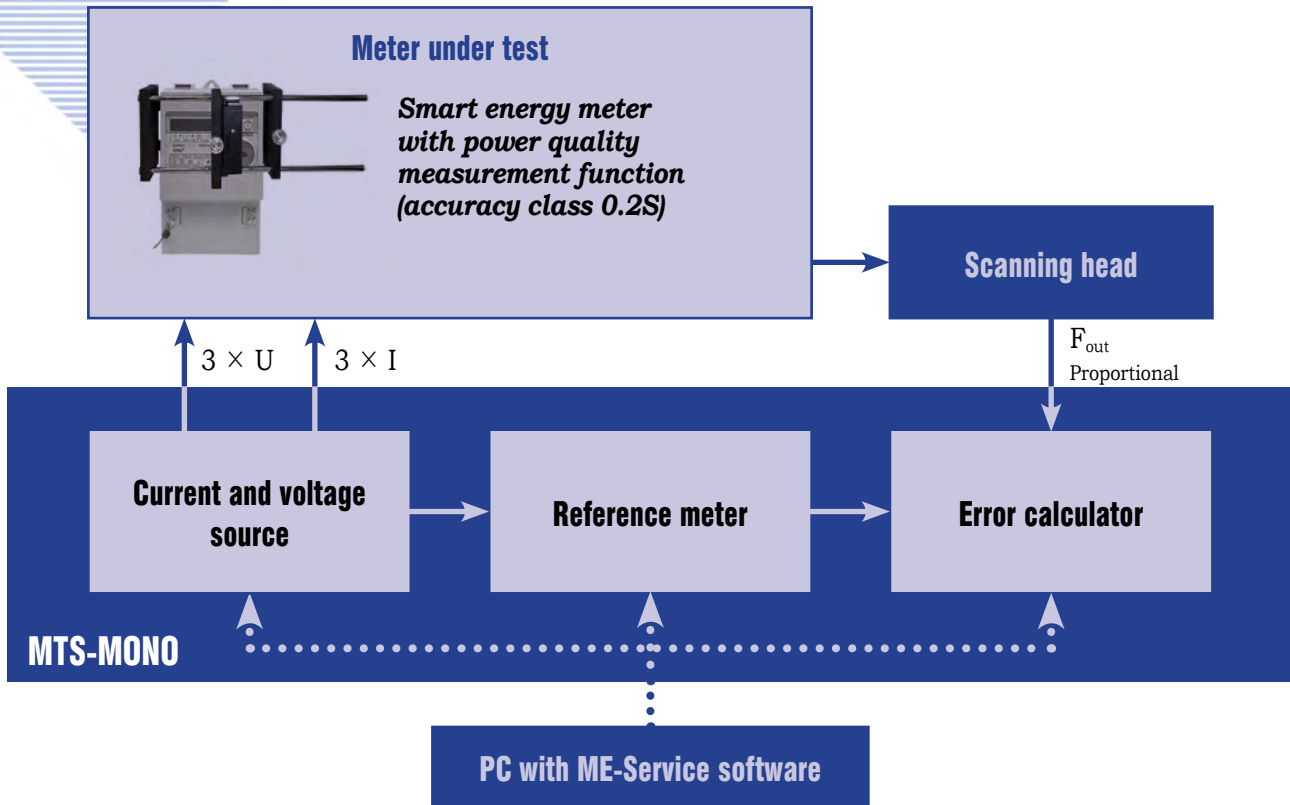 Meter under test
Smart energy meter
with power quality
measurement function
(accuracy class 0.2S)
Scanning head
3 × U
3 × I
F_out
Proportional
Current and voltage
source
Reference meter
Error calculator
MTS-MONO
PC with ME-Service software